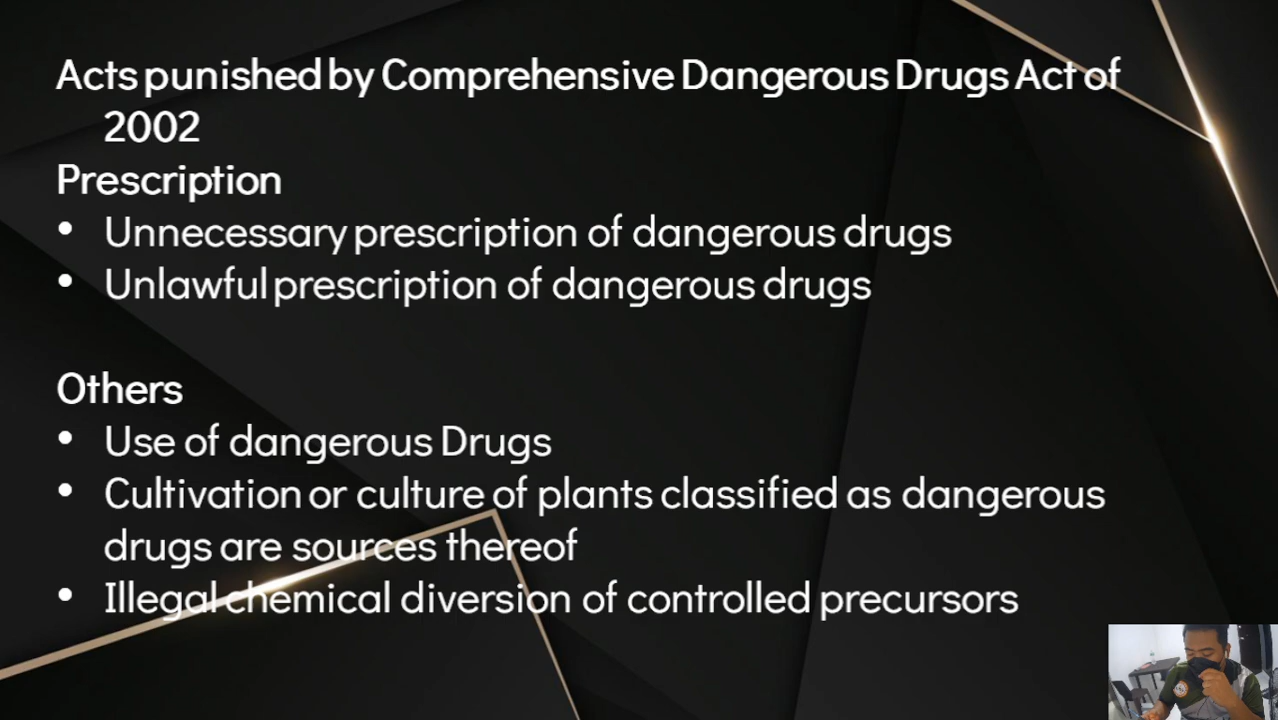 Acts punished by Comprehensive Dangerous Drugs Act of
2002
Prescription
• Unnecessary prescription of dangerous drugs
• Unlawful prescription of dangerous drugs
Others
• Use of dangerous Drugs
• Cultivation or culture of plants classified as dangerous
drugs are sources thereof
• Illegal chemical diversion of controlled precursors